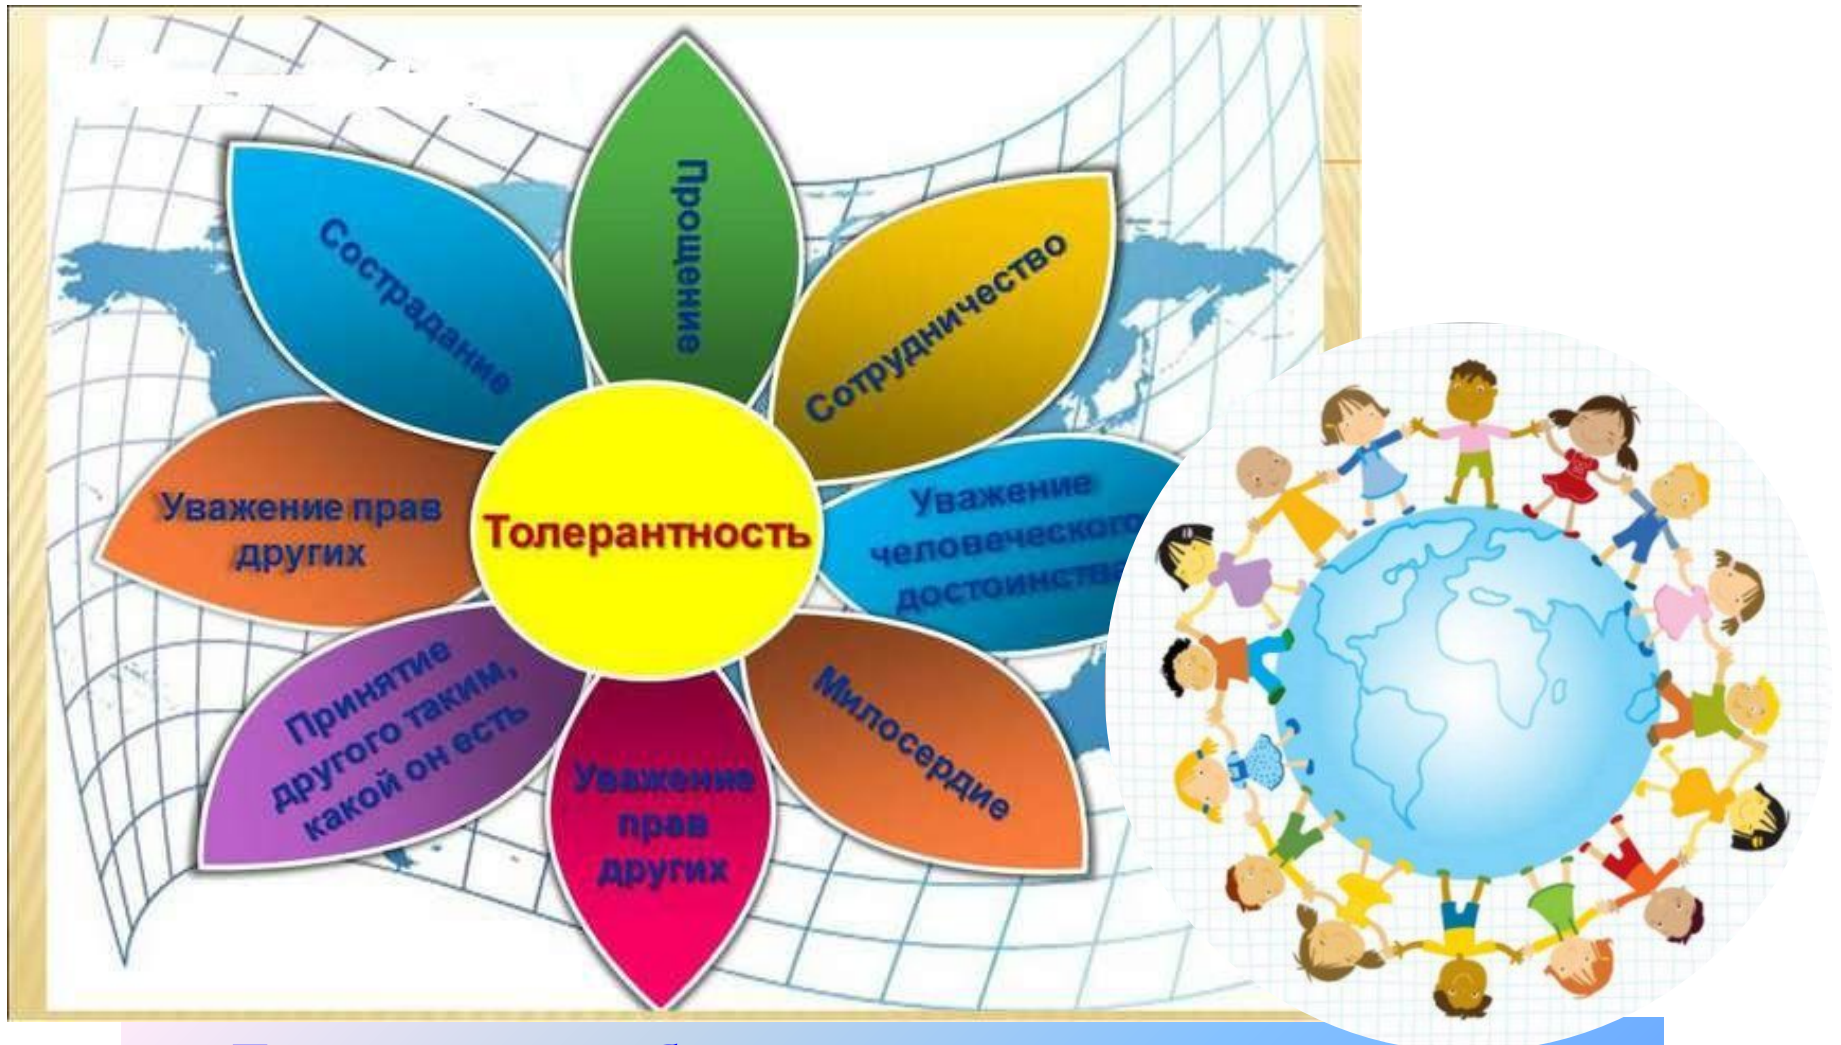 Прощение
Сострадание
Сотрудничество
Уважение прав
других
Толерантность
Уважение
человеческого
достоинства
Принятие
другого таким,
какой он есть
Уважение
прав
других
Милосердие